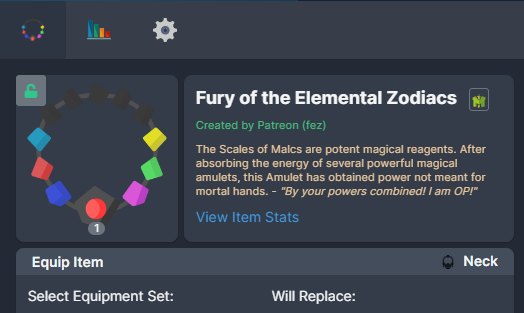 Fury of the Elemental Zodiacs
Created by Patreon (fez)
The Scales of Malcs are potent magical reagents. After
absorbing the energy of several powerful magical
amulets, this Amulet has obtained power not meant for
mortal hands. - "By your powers combined! I am OP!"
View Item Stats
1
Equip Item
Neck
Select Equipment Set:
Will Replace: